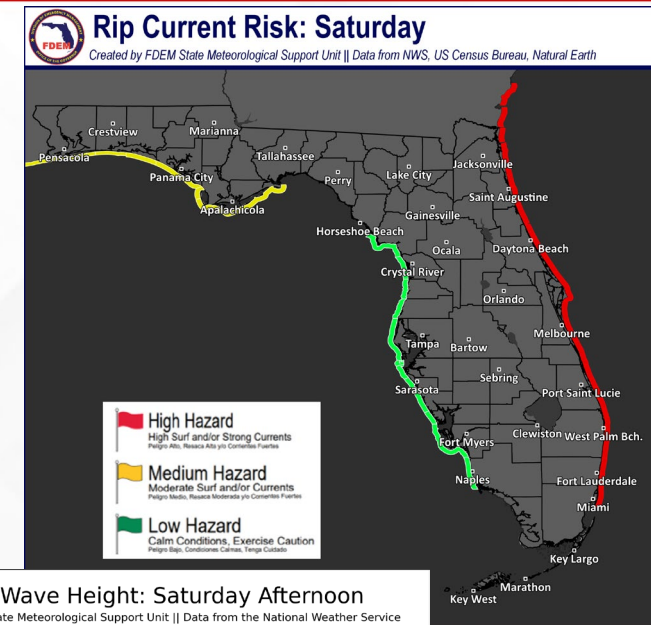 FDEM
Rip Current Risk: Saturday
Created by FDEM State Meteorological Support Unit || Data from NWS, US Census Bureau, Natural Earth
Crestview
Marianna
Pensacola
Tallahassee
Jacksonville
Panama City
Perry
Lake City
Saint Augustine
Apalachicola
Gainesville
Horseshoe Beach
Ocala
Daytona Beach
Crystal River
Orlando
Melbourne
Tampa
Bartow
Sebring
Sarasota
Port Saint Lucie
Clewiston
West Palm Bch.
Fort Myers
Naples
Fort Lauderdale
Miami
Key Largo
Marathon
Key West
High Hazard
High Surf and/or Strong Currents
Peligro Alto, Resaca Alta y/o Corrientes Fuertes
Medium Hazard
Moderate Surf and/or Currents
Peligro Medio, Resaca Moderada y/o Corrientes Fuertes
Low Hazard
Calm Conditions, Exercise Caution
Peligro Bajo, Condiciones Calmas, Tenga Cuidado
Wave Height: Saturday Afternoon
ate Meteorological Support Unit || Data from the National Weather Service